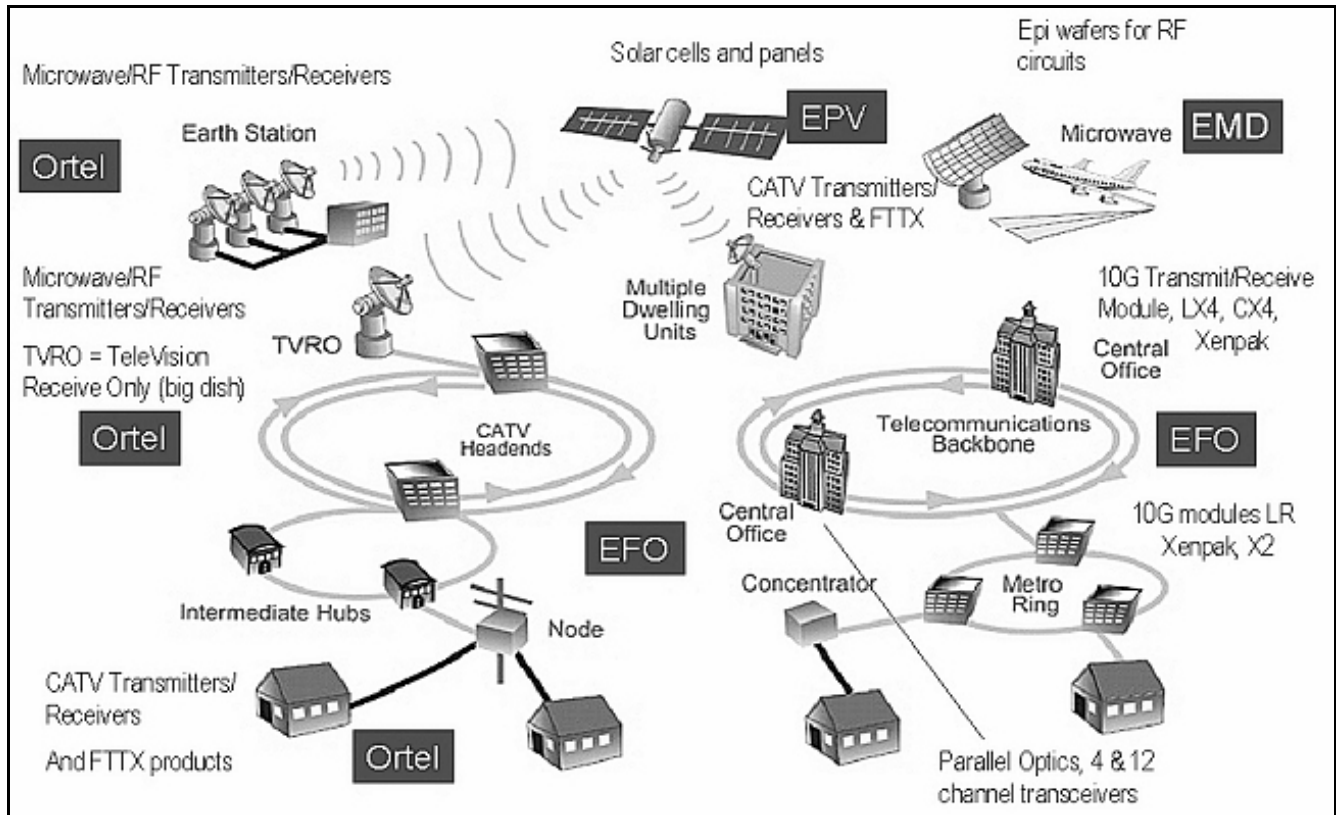 Microwave/RF Transmitters/Receivers
Solar cells and panels
Epi wafers for RF
circuits
Earth Station
Ortel
EPV
Microwave
EMD
CATV Transmitters/
Receivers & FTTX
Microwave/RF
Transmitters/Receivers
TVRO = TeleVision
Receive Only (big dish)
TVRO
Multiple
Dwelling
Units
10G Transmit/Receive
Module, LX4, CX4,
Xenpak
Central
Office
Ortel
CATV
Headends
Telecommunications
Backbone
EFO
Central
Office
EFO
10G modules LR
Xenpak, X2
Intermediate Hubs
Node
Concentrator
Metro
Ring
CATV Transmitters/
Receivers
And FTTX products
Ortel
Parallel Optics, 4 & 12
channel transceivers